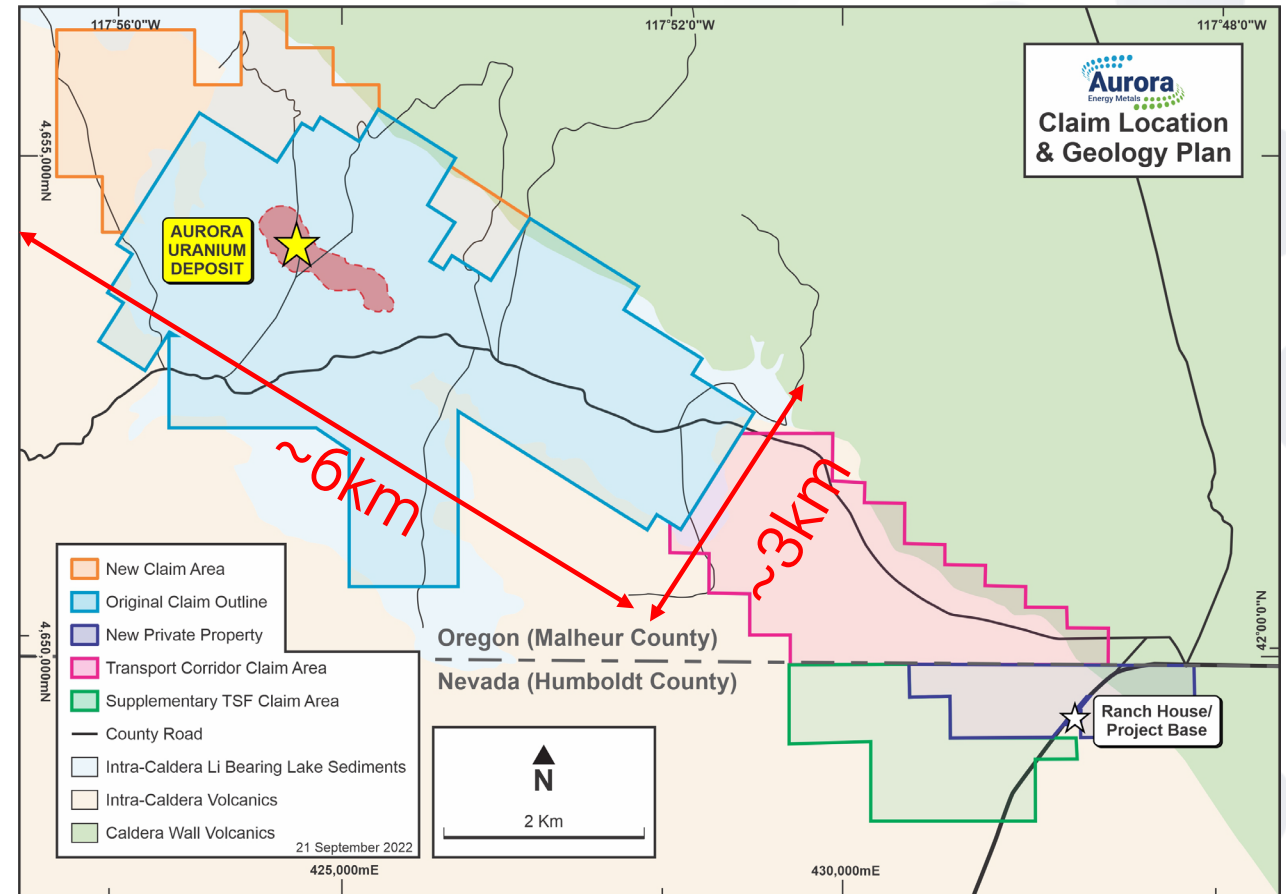 117°56'0"W
117°52'0"W
117°48'0"W
Aurora
Energy Metals
Claim Location
& Geology Plan
4,655,000mN
AURORA
URANIUM
DEPOSIT
~6km
~3km
New Claim Area
Original Claim Outline
New Private Property
Transport Corridor Claim Area
Supplementary TSF Claim Area
County Road
Intra-Caldera Li Bearing Lake Sediments
Intra-Caldera Volcanics
Caldera Wall Volcanics
21 September 2022
4,650,000mN
Oregon (Malheur County)
Nevada (Humboldt County)
42°00'0"N
Ranch House/
Project Base
N
2 Km
425,000mE
430,000mE